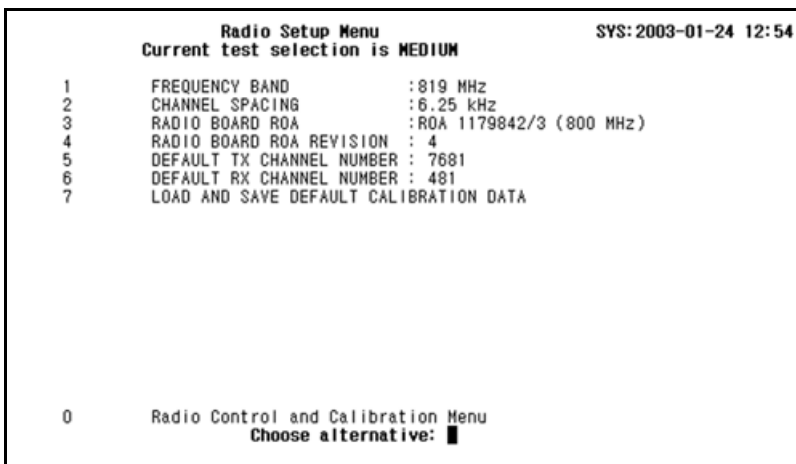 Radio Setup Menu SYS:2003-01-24 12:54
Current test selection is MEDIUM
1 FREQUENCY BAND :819 MHz
2 CHANNEL SPACING :6.25 kHz
3 RADIO BOARD ROA :ROA 1179842/3 (800 MHz)
4 RADIO BOARD ROA REVISION : 4
5 DEFAULT TX CHANNEL NUMBER : 7681
6 DEFAULT RX CHANNEL NUMBER : 481
7 LOAD AND SAVE DEFAULT CALIBRATION DATA
0 Radio Control and Calibration Menu
Choose alternative: